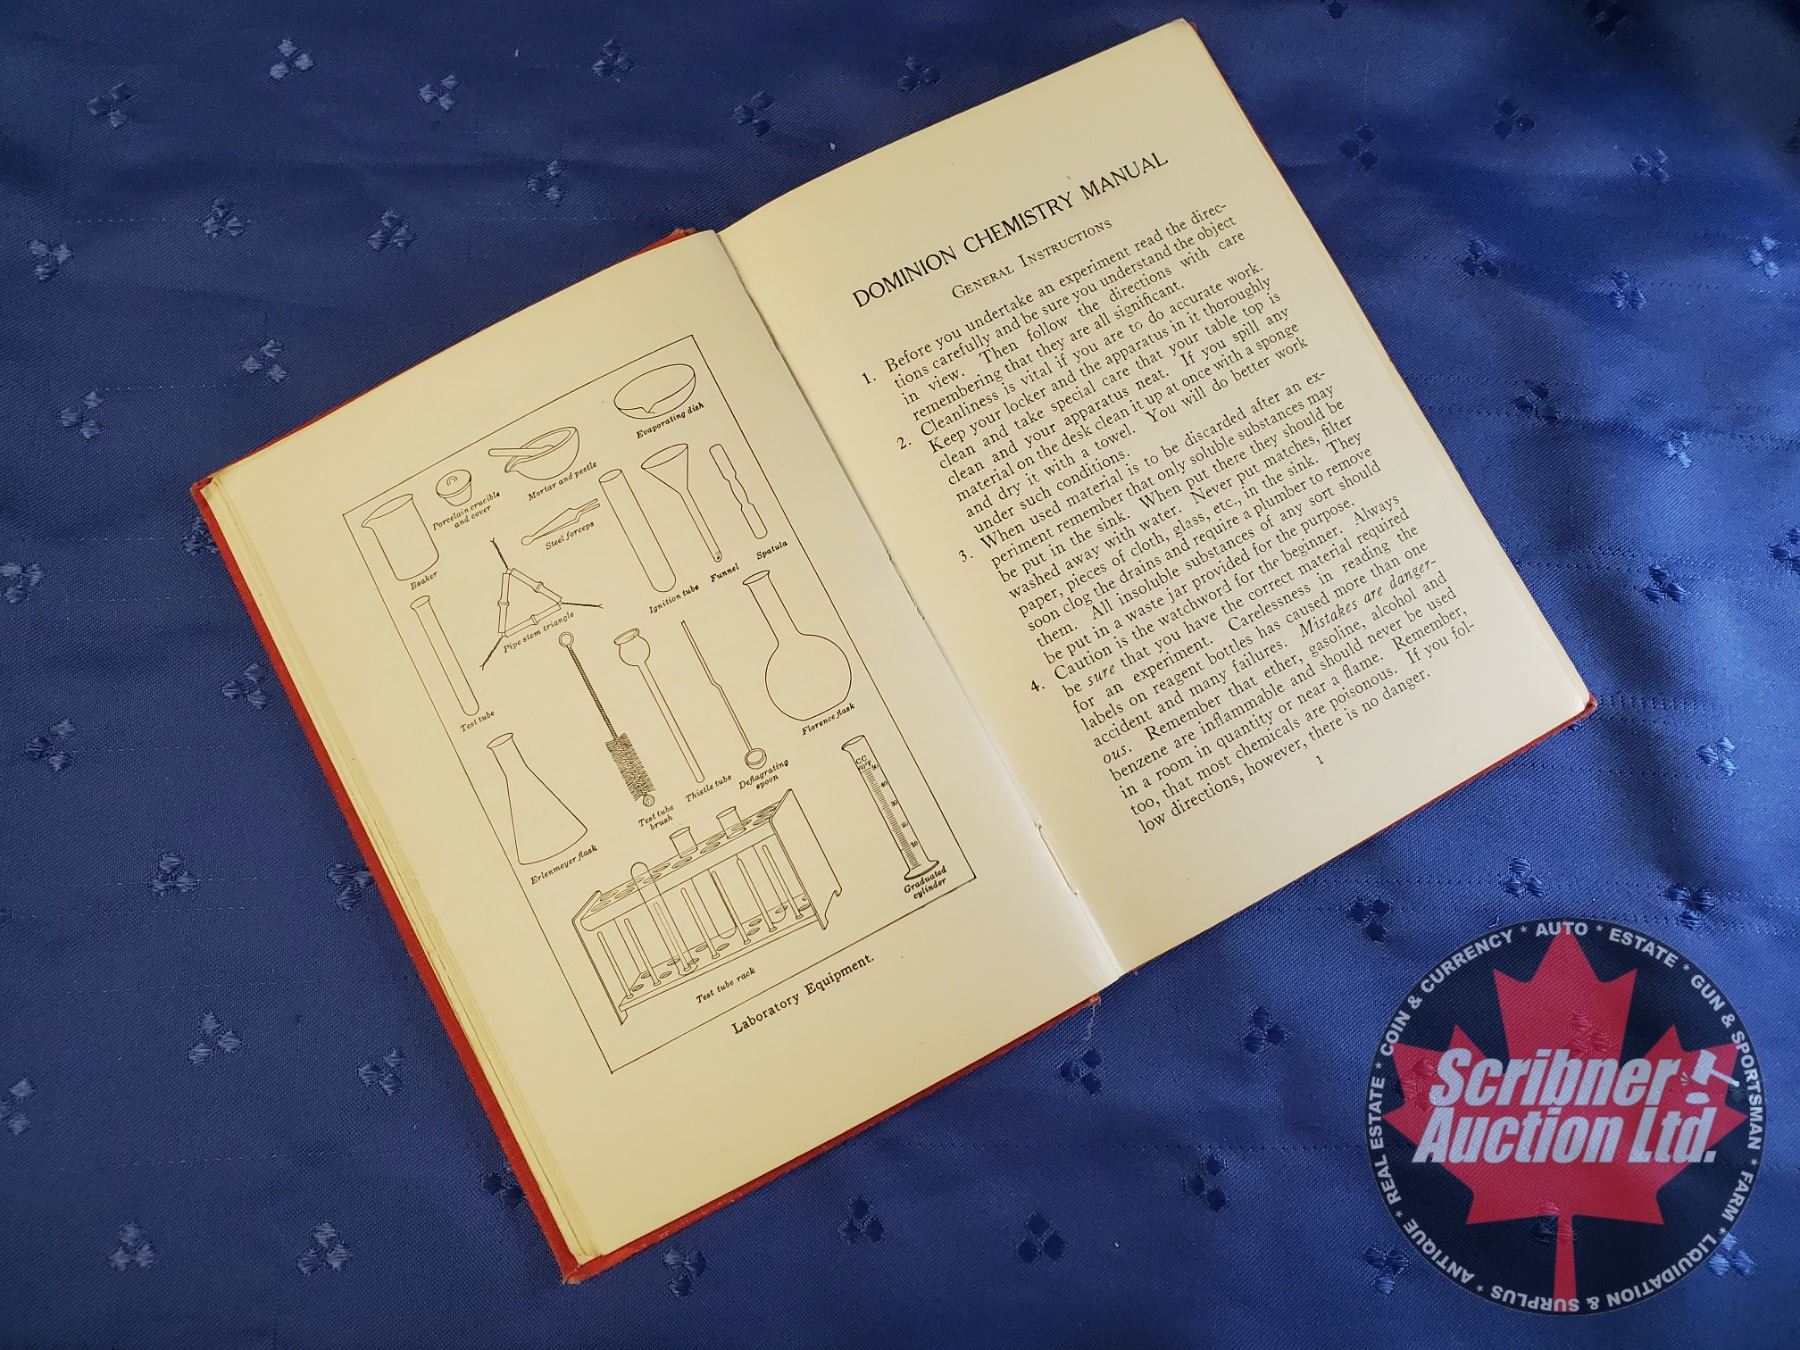 Evaporating dish
Mortar and pestle
Porcelain crucible
and cover
Steel forceps
Beaker
Ignition tube
Funnel
Spatula
Pipe stem triangle
Test tube
Florence flask
Thistle tube
Deflagrating
spoon
Test tube
brush
Erlenmeyer flask
CC
50
40
30
20
10
Graduated
cylinder
Test tube rack
Laboratory Equipment.
DOMINION CHEMISTRY MANUAL
General Instructions
1. Before you undertake an experiment read the direc-
tions carefully and be sure you understand the object
in view. Then follow the directions with care
remembering that they are all significant.
2. Cleanliness is vital if you are to do accurate work.
Keep your locker and the apparatus in it thoroughly
clean and take special care that your table top is
clean and your apparatus neat. If you spill any
material on the desk clean it up at once with a sponge
and dry it with a towel. You will do better work
under such conditions.
3. When used material is to be discarded after an ex-
periment remember that only soluble substances may
be put in the sink. When put there they should be
washed away with water. Never put matches, filter
paper, pieces of cloth, glass, etc., in the sink. They
soon clog the drains and require a plumber to remove
them. All insoluble substances of any sort should
be put in a waste jar provided for the purpose.
4. Caution is the watchword for the beginner. Always
be sure that you have the correct material required
for an experiment. Carelessness in reading the
labels on reagent bottles has caused more than one
accident and many failures. Mistakes are danger-
ous. Remember that ether, gasoline, alcohol and
benzene are inflammable and should never be used
in a room in quantity or near a flame. Remember,
too, that most chemicals are poisonous. If you fol-
low directions, however, there is no danger.
1
Scribner
Auction Ltd.
REAL ESTATE * COIN & CURRENCY * AUTO * ESTATE * GUN & SPORTSMAN * FARM * LIQUIDATION & SURPLUS * ANTIQUE *